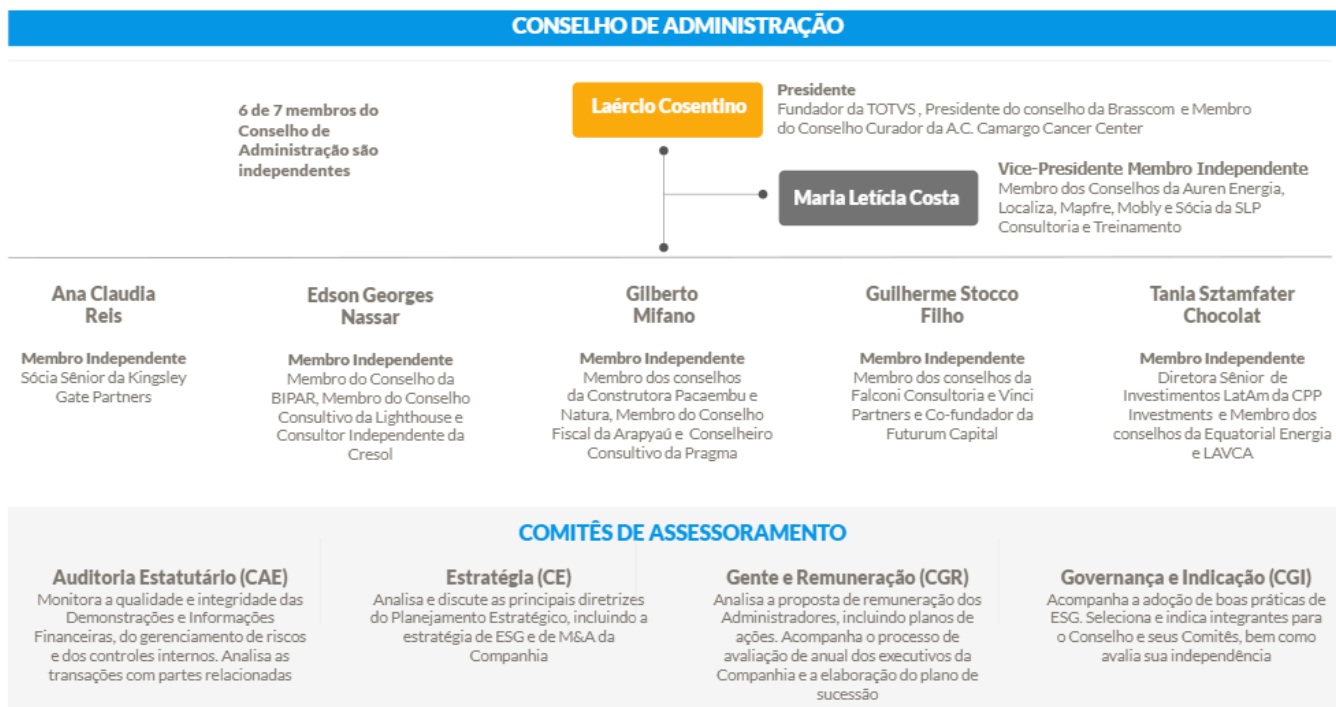 CONSELHO DE ADMINISTRAÇÃO
6 de 7 membros do
Conselho de
Administração são
independentes
Laércio Cosentino
Presidente
Fundador da TOTVS , Presidente do conselho da Brasscom e Membro
do Conselho Curador da A.C. Camargo Cancer Center
Maria Letícia Costa
Vice-Presidente Membro Independente
Membro dos Conselhos da Auren Energia,
Localiza, Mapfre, Mobly e Sócia da SLP
Consultoria e Treinamento
Ana Claudia
Reis
Membro Independente
Sócia Sênior da Kingsley
Gate Partners
Edson Georges
Nassar
Membro Independente
Membro do Conselho da
BIPAR, Membro do Conselho
Consultivo da Lighthouse e
Consultor Independente da
Cresol
Gilberto
Mifano
Membro Independente
Membro dos conselhos
da Construtora Pacaembu e
Natura, Membro do Conselho
Fiscal da Arapyaú e Conselheiro
Consultivo da Pragma
Guilherme Stocco
Filho
Membro Independente
Membro dos conselhos da
Falconi Consultoria e Vinci
Partners e Co-fundador da
Futurum Capital
Tania Sztamfater
Chocolat
Membro Independente
Diretora Sênior de
Investimentos LatAm da CPP
Investments e Membro dos
conselhos da Equatorial Energia
e LAVCA
COMITÊS DE ASSESSORAMENTO
Auditoria Estatutário (CAE)
Monitora a qualidade e integridade das
Demonstrações e Informações
Financeiras, do gerenciamento de riscos
e dos controles internos. Analisa as
transações com partes relacionadas
Estratégia (CE)
Analisa e discute as principais diretrizes
do Planejamento Estratégico, incluindo a
estratégia de ESG e de M&A da
Companhia
Gente e Remuneração (CGR)
Analisa a proposta de remuneração dos
Administradores, incluindo planos de
ações. Acompanha o processo de
avaliação de anual dos executivos da
Companhia e a elaboração do plano de
sucessão
Governança e Indicação (CGI)
Acompanha a adoção de boas práticas de
ESG. Seleciona e indica integrantes para
o Conselho e seus Comitês, bem como
avalia sua independência